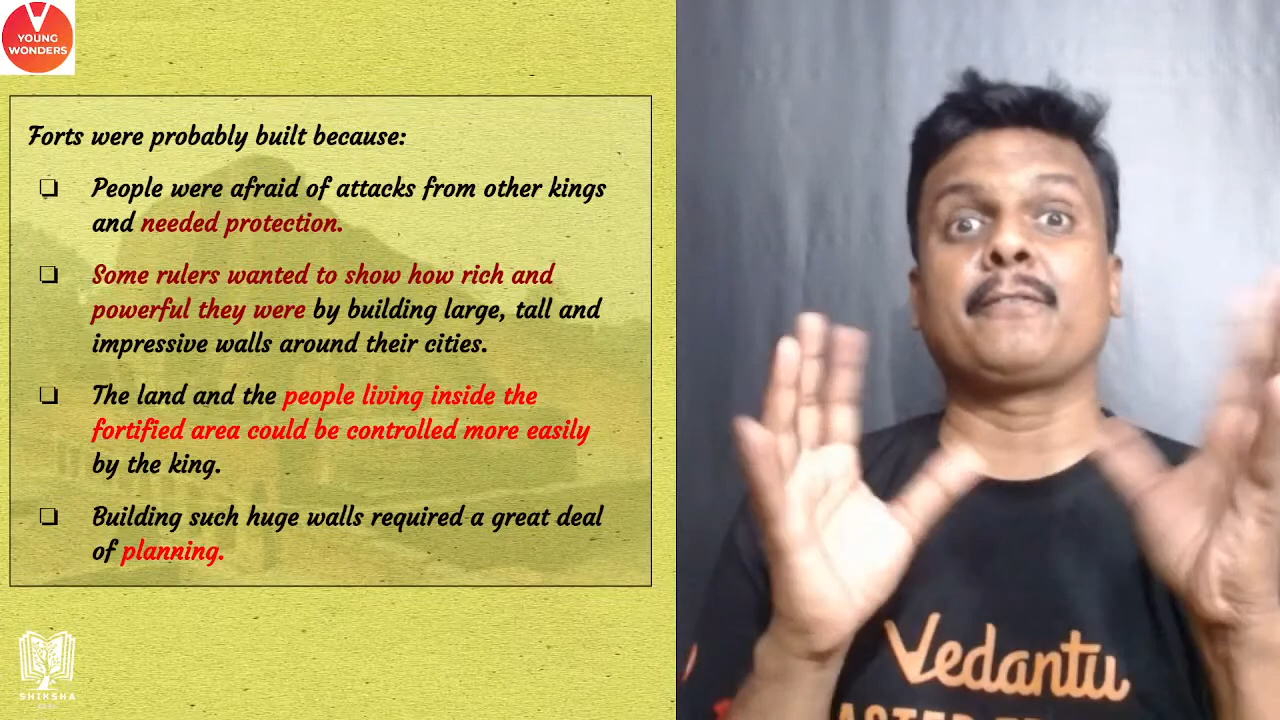 YOUNG
WONDERS
Forts were probably built because:
People were afraid of attacks from other kings
and needed protection.
Some rulers wanted to show how rich and
powerful they were by building large, tall and
impressive walls around their cities.
The land and the people living inside the
fortified area could be controlled more easily
by the king.
Building such huge walls required a great deal
of planning.
SHIKSHA
Vedantu